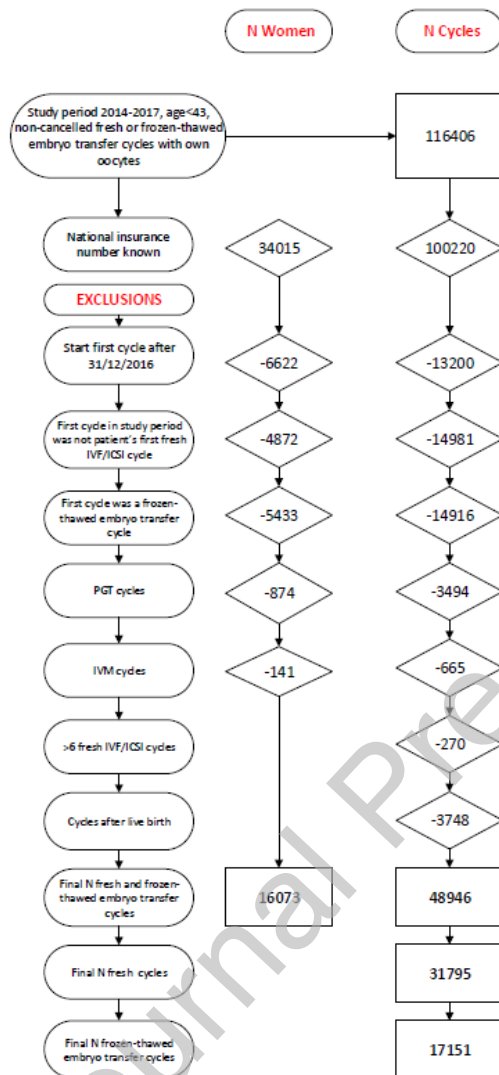 N Women
N Cycles
Study period 2014-2017, age<43,
non-cancelled fresh or frozen-thawed
embryo transfer cycles with own
oocytes
116406
National insurance
number known
34015
100220
EXCLUSIONS
Start first cycle after
31/12/2016
-6622
-13200
First cycle in study period
was not patient's first fresh
IVF/ICSI cycle
-4872
-14981
First cycle was a frozen-
thawed embryo transfer
cycle
-5433
-14916
PGT cycles
-874
-3494
IVM cycles
-141
-665
>6 fresh IVF/ICSI cycles
-270
Cycles after live birth
-3748
Final N fresh and frozen-
thawed embryo transfer
cycles
16073
48946
Final N fresh cycles
31795
Final N frozen-thawed
embryo transfer cycles
17151
Journal Pre